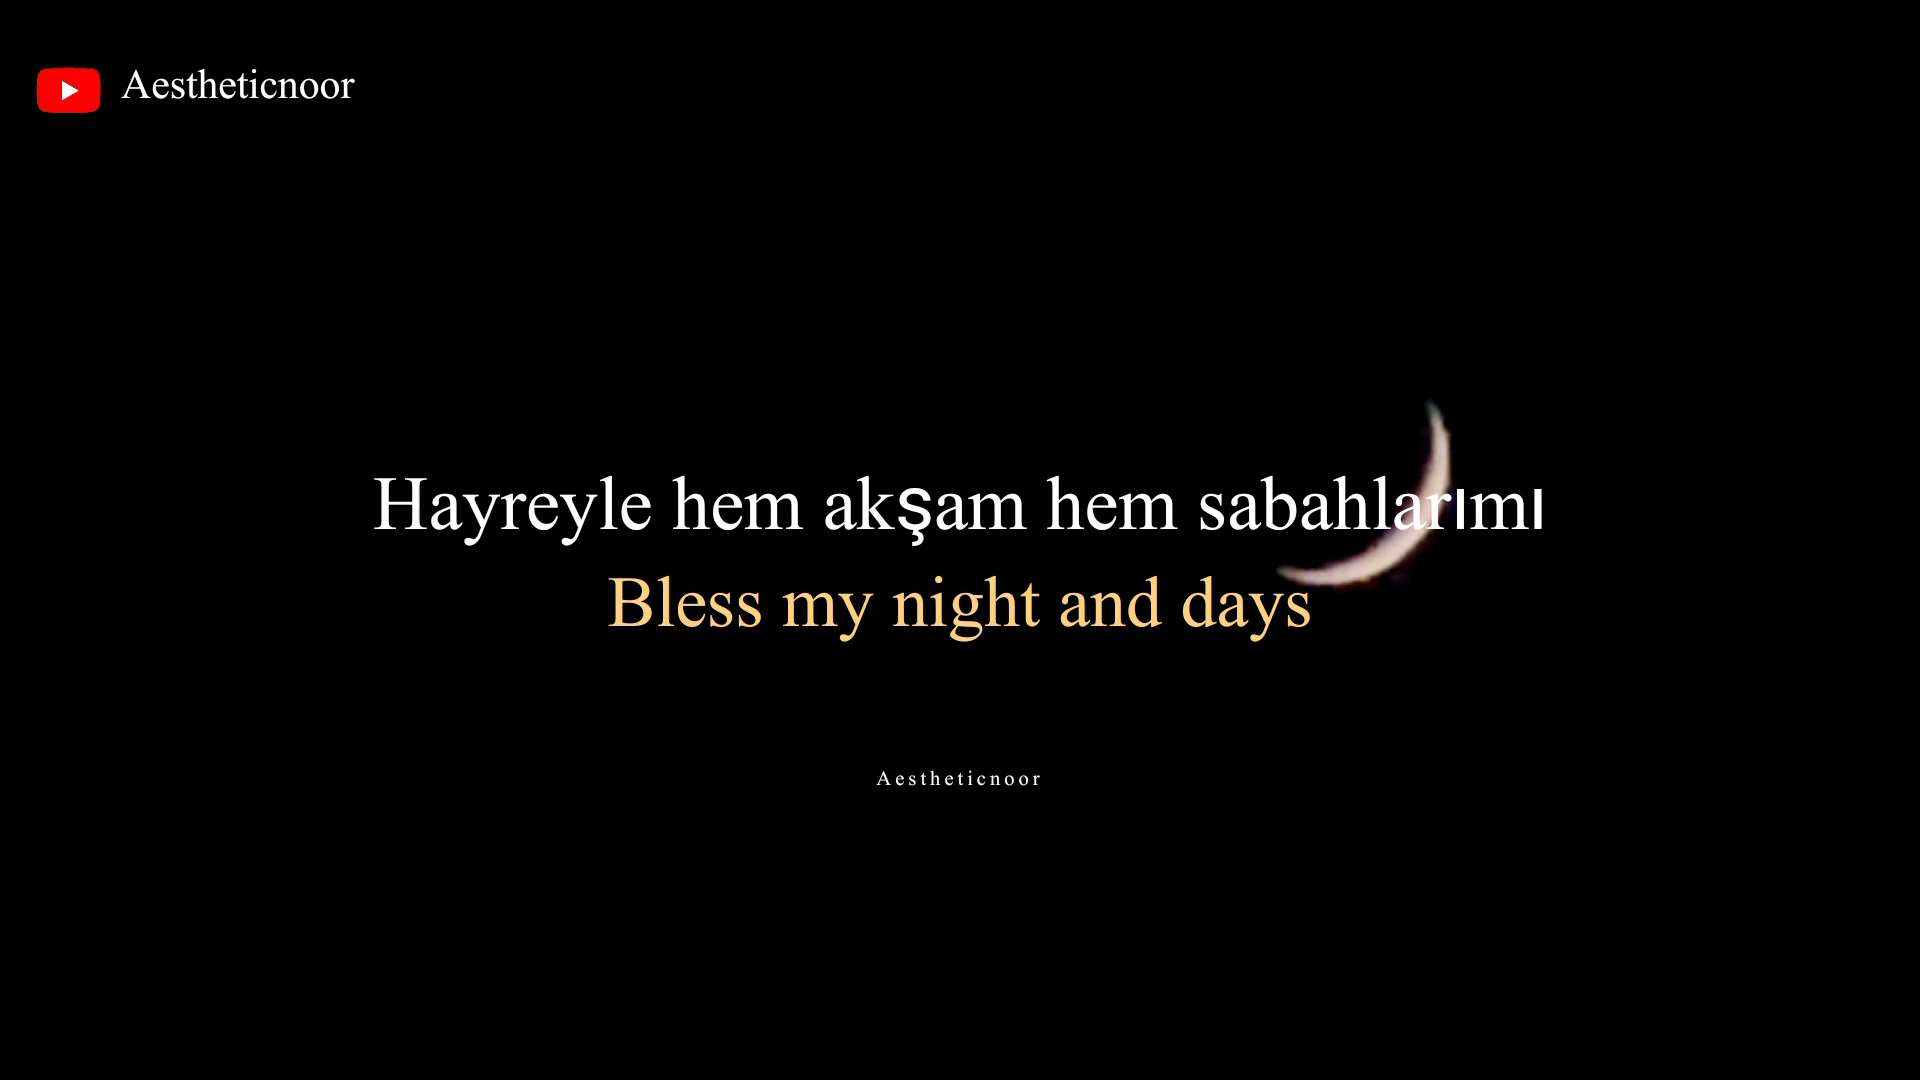 Aestheticnoor
Hayreyle hem akşam hem sabahlarımı
Bless my night and days
Aestheticnoor